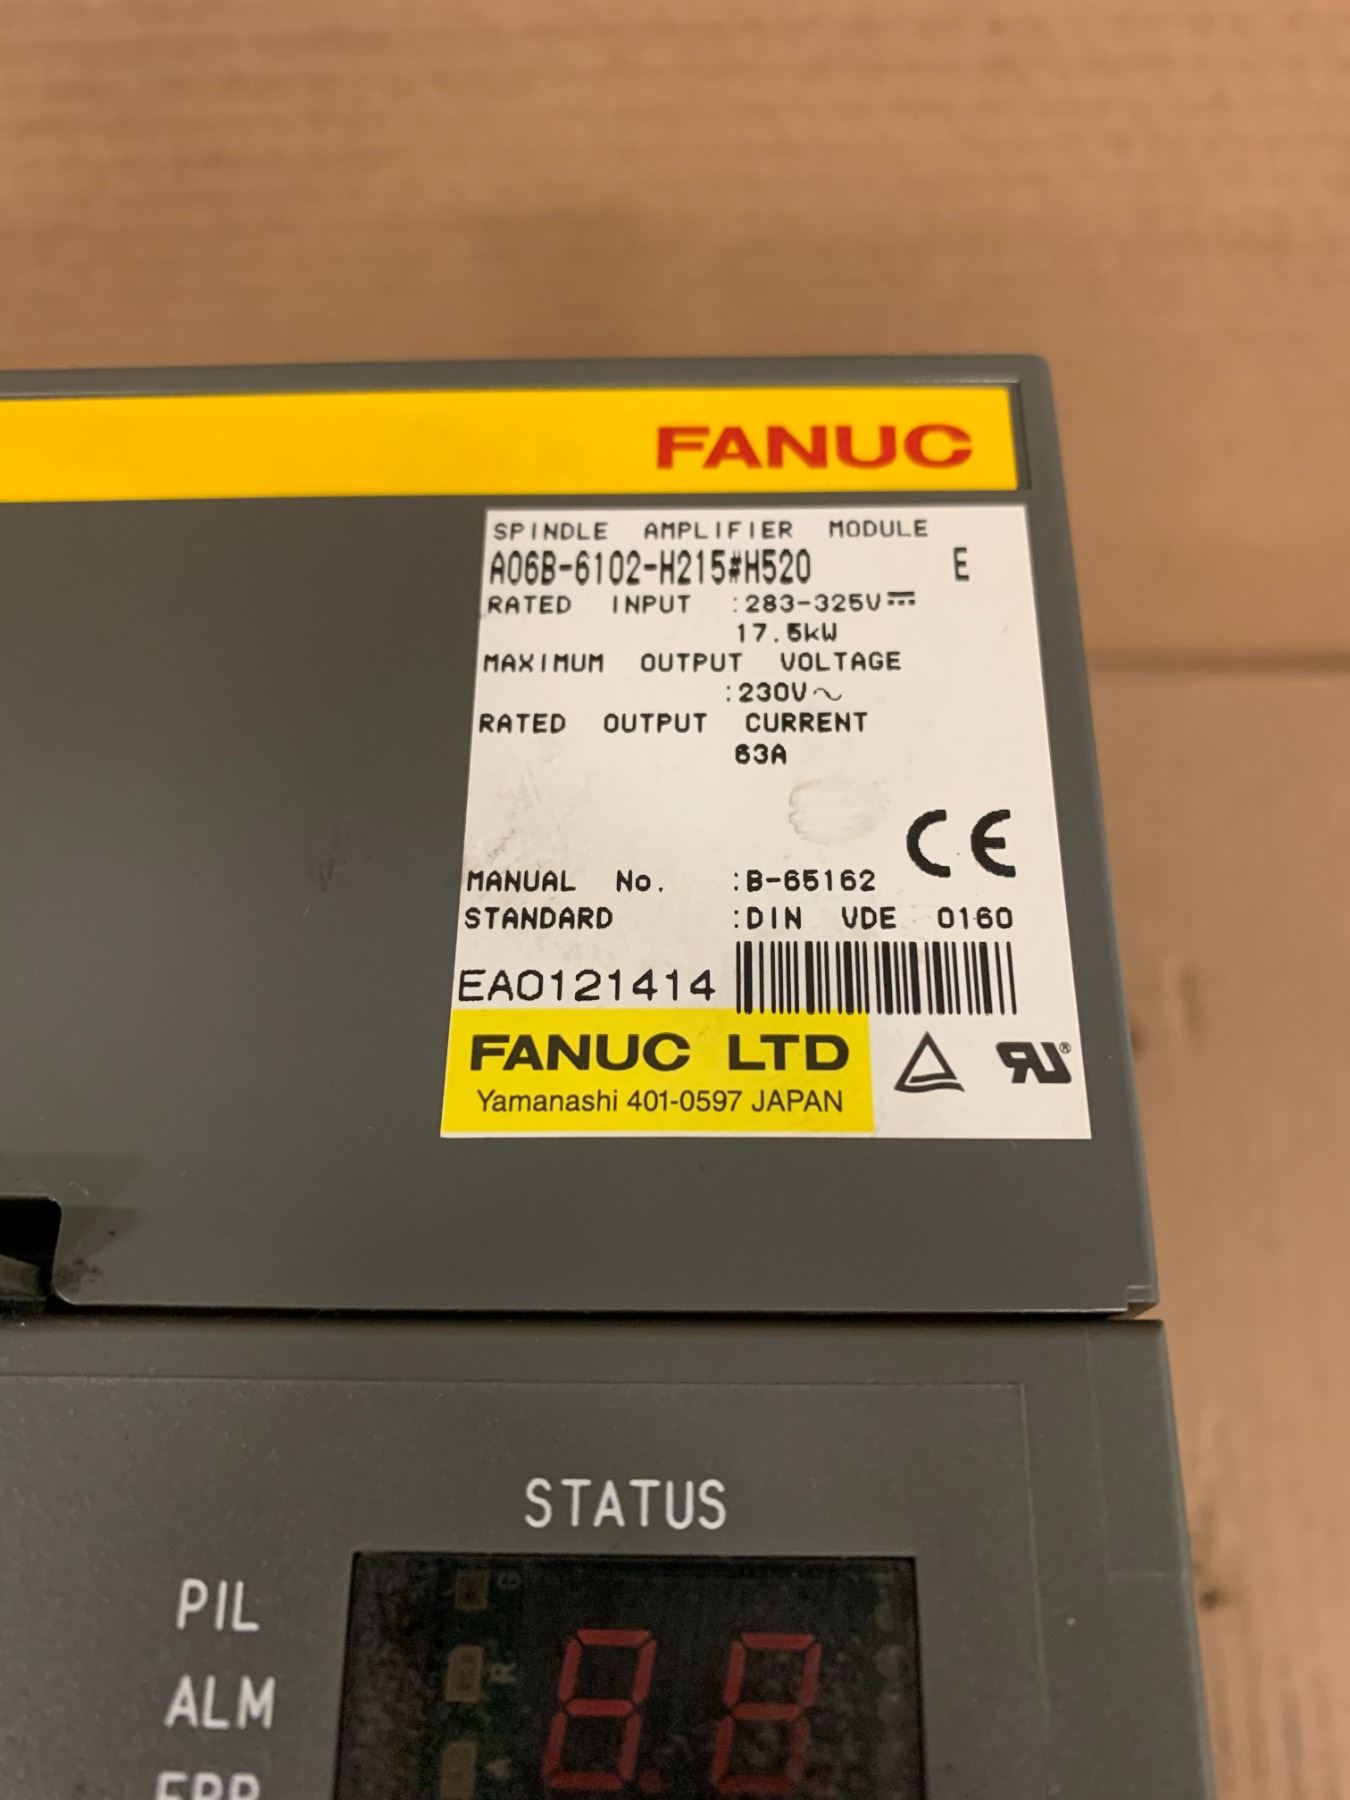 FANUC
SPINDLE AMPLIFIER MODULE
A06B-6102-H215#H520 E
RATED INPUT :283-325V⎓
17.5kW
MAXIMUM OUTPUT VOLTAGE
:230V~
RATED OUTPUT CURRENT
63A
CE
MANUAL No. :B-65162
STANDARD :DIN VDE 0160
EA0121414
FANUC LTD
Yamanashi 401-0597 JAPAN
STATUS
PIL
ALM
ERR